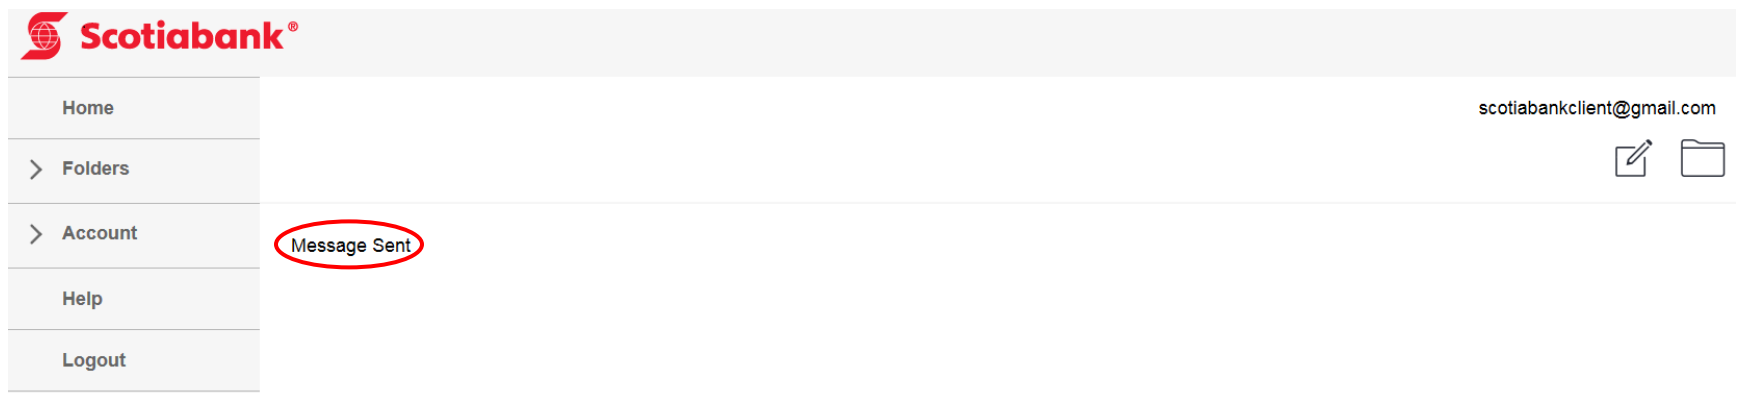 Scotiabank®
Home
scotiabankclient@gmail.com
Folders
Account
Message Sent
Help
Logout